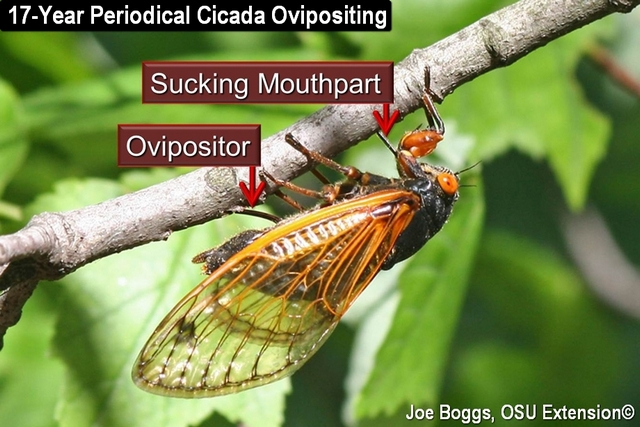 17-Year Periodical Cicada Ovipositing
Sucking Mouthpart
Ovipositor
Joe Boggs, OSU Extension©